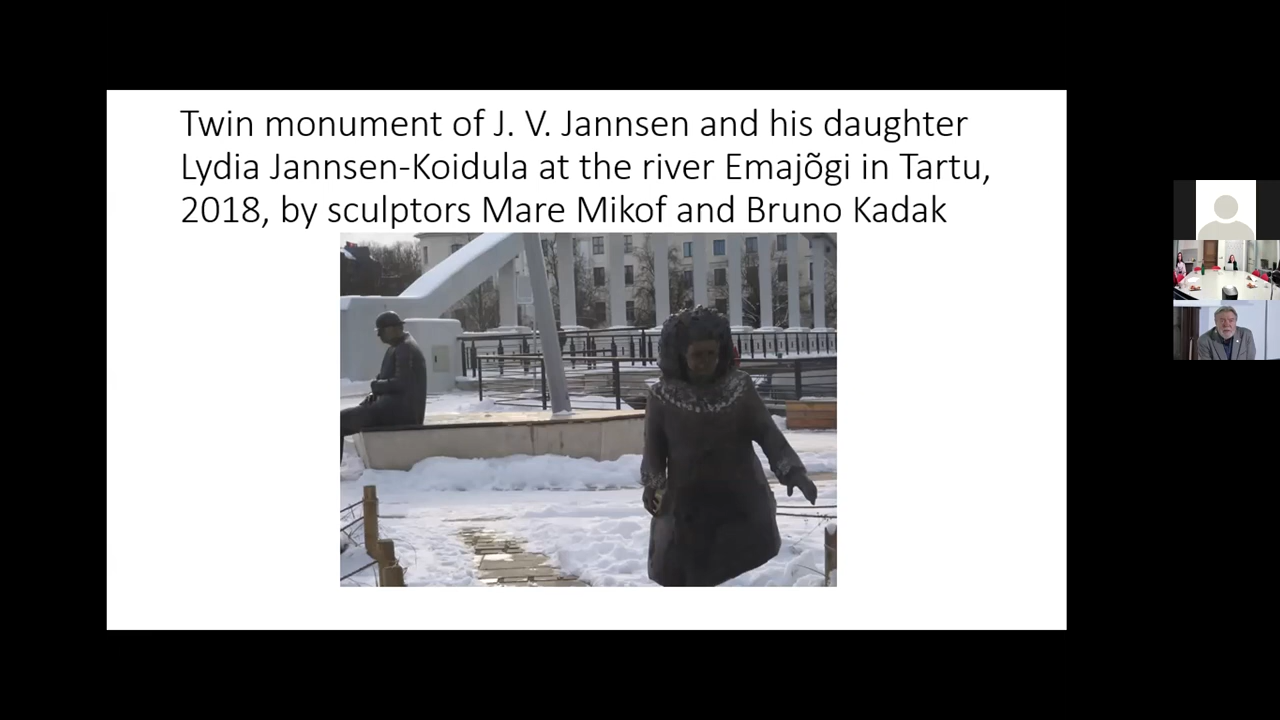 Twin monument of J. V. Jannsen and his daughter
Lydia Jannsen-Koidula at the river Emajõgi in Tartu,
2018, by sculptors Mare Mikof and Bruno Kadak